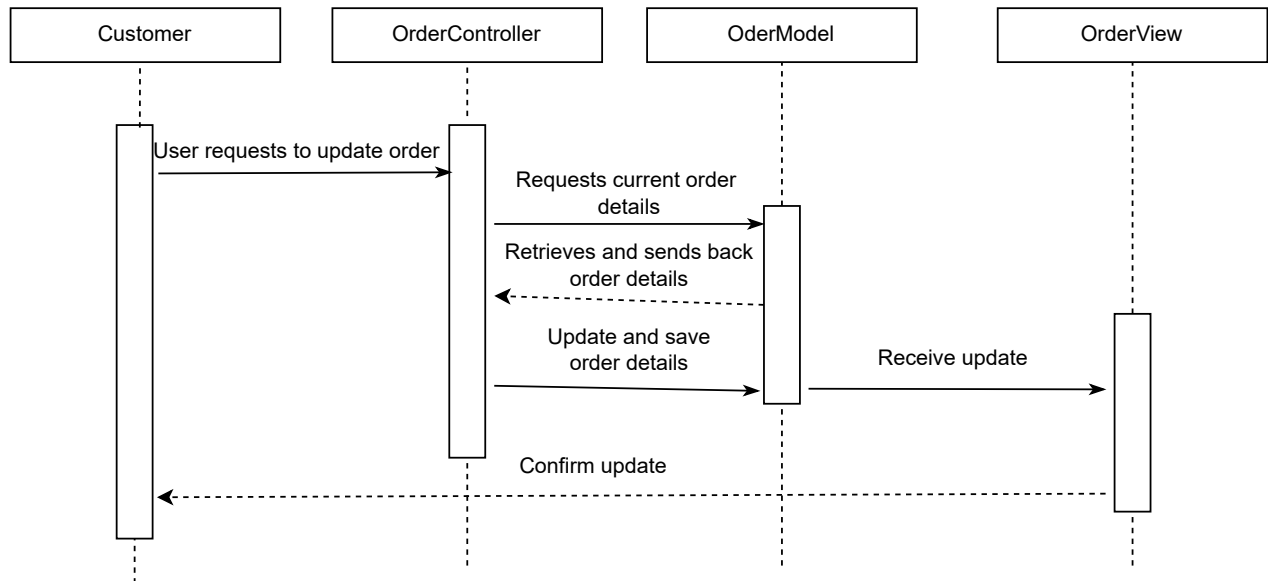 Customer
OrderController
OderModel
OrderView
User requests to update order
Requests current order
details
Retrieves and sends back
order details
Update and save
order details
Receive update
Confirm update